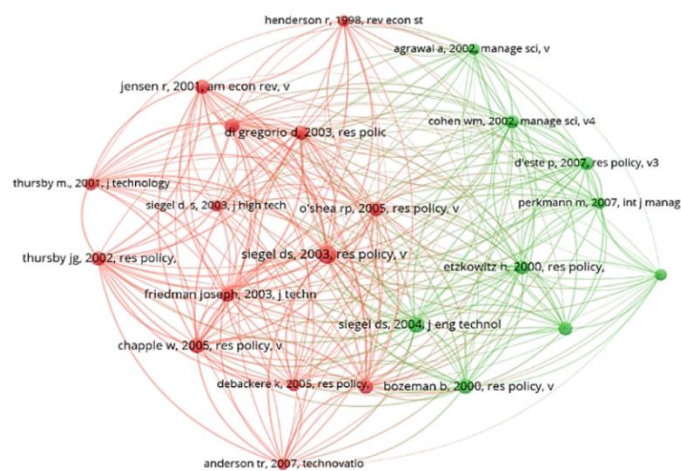 henderson r, 1998, rev econ st
agrawal a, 2002, manage sci, v
jensen r, 2001, am econ rev, v
cohen wm, 2002, manage sci, v4
di gregorio d, 2003, res polic
d'este p, 2007, res policy, v3
thursby m., 2001, j technology
siegel d. s, 2003, j high tech
o'shea rp, 2005, res policy, v
perkmann m, 2007, int j manag
siegel ds, 2003, res policy, v
thursby jg, 2002, res policy,
etzkowitz h, 2000, res policy,
friedman joseph, 2003, j techn
siegel ds, 2004, j eng technol
chapple w, 2005, res policy, v
debackere k, 2005, res policy,
bozeman b, 2000, res policy, v
anderson tr, 2007, technovatio